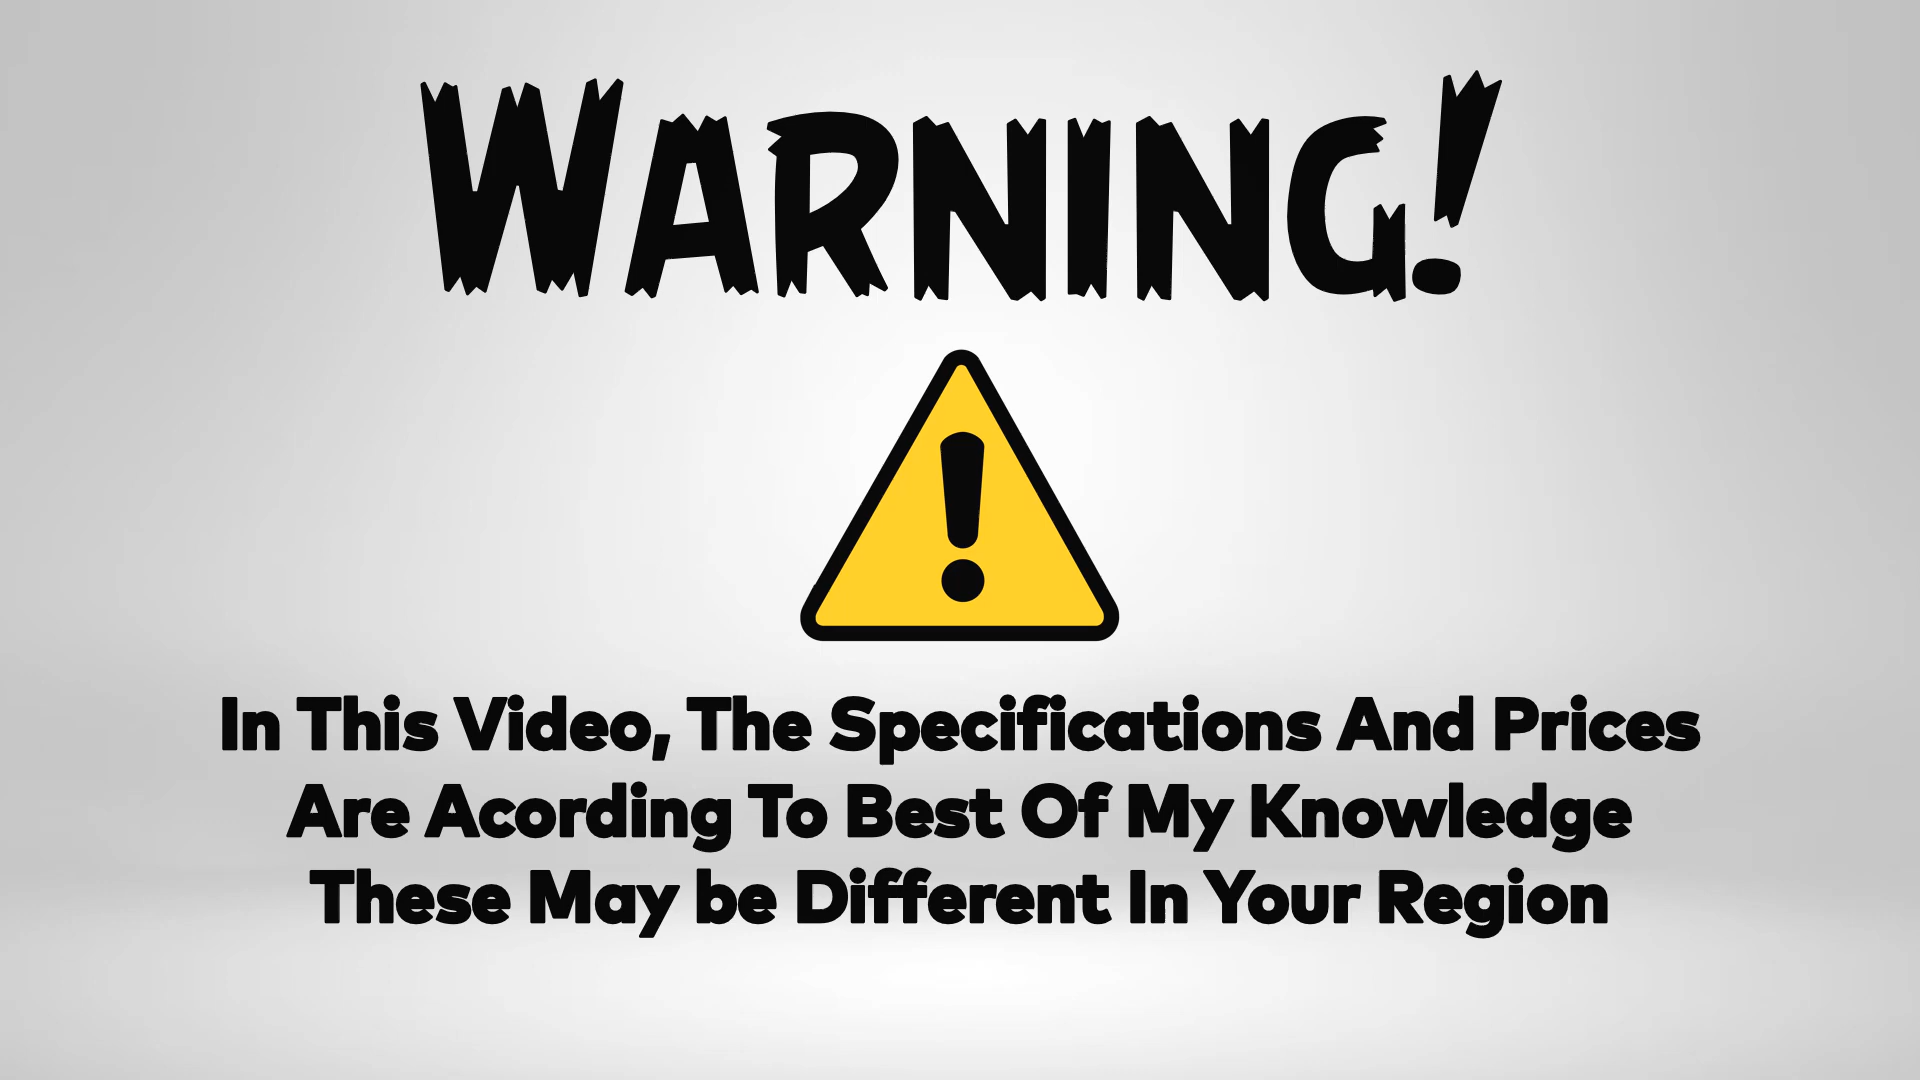 WARNING!
In This Video, The Specifications And Prices
Are Acording To Best Of My Knowledge
These May be Different In Your Region